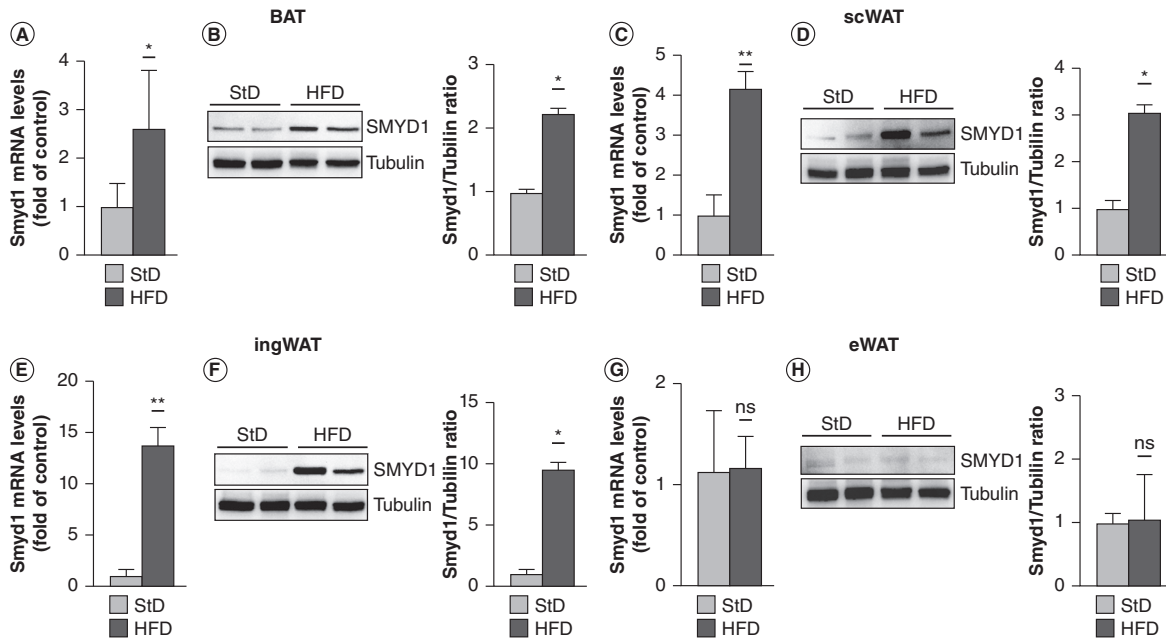 BAT
scWAT
A
Smyd1 mRNA levels
(fold of control)
4
3
2
1
0
*
StD
HFD
B
StD HFD
SMYD1
Tubulin
Smyd1/Tubilin ratio
3
2
1
0
*
StD
HFD
C
Smyd1 mRNA levels
(fold of control)
5
4
3
2
1
0
**
StD
HFD
D
StD HFD
SMYD1
Tubulin
Smyd1/Tubilin ratio
4
3
2
1
0
*
StD
HFD
ingWAT
eWAT
E
Smyd1 mRNA levels
(fold of control)
20
15
10
5
0
**
StD
HFD
F
StD HFD
SMYD1
Tubulin
Smyd1/Tubilin ratio
15
10
5
0
*
StD
HFD
G
Smyd1 mRNA levels
(fold of control)
2
1
0
ns
StD
HFD
H
StD HFD
SMYD1
Tubulin
Smyd1/Tubilin ratio
3
2
1
0
ns
StD
HFD